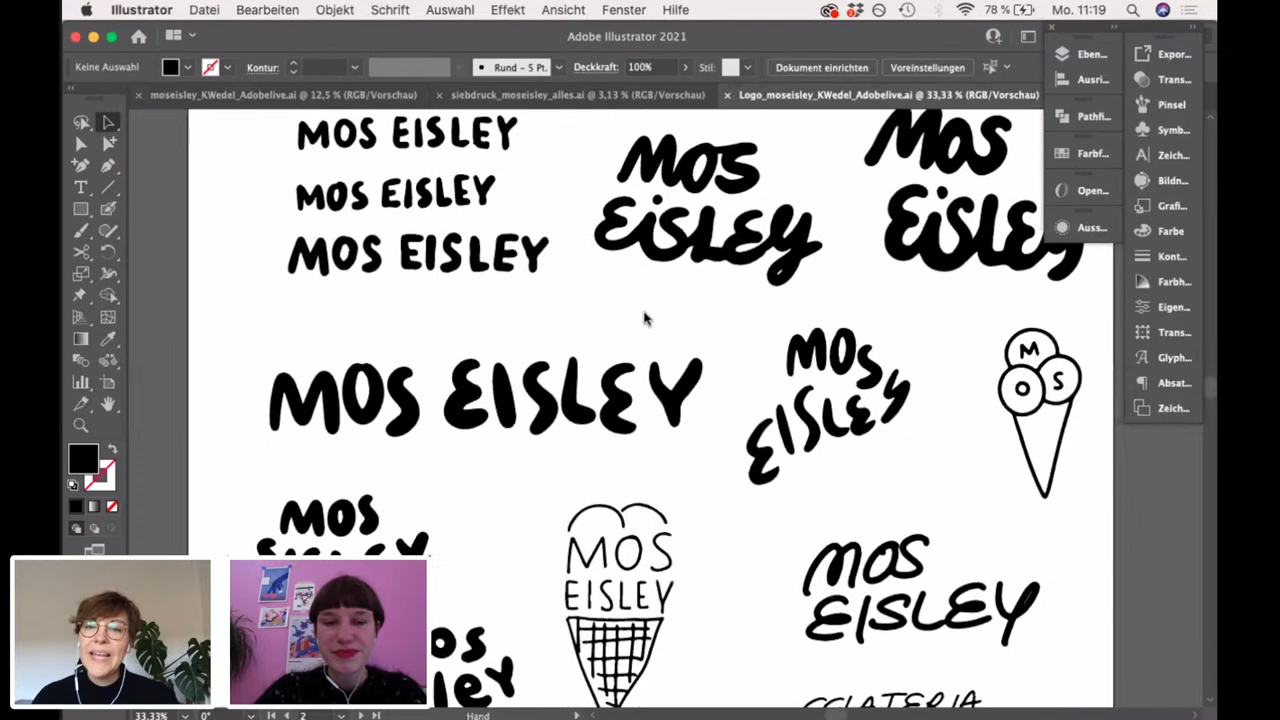 Illustrator Datei Bearbeiten Objekt Schrift Auswahl Effekt Ansicht Fenster Hilfe 78 % Mo. 11:19
Adobe Illustrator 2021
Keine Auswahl Kontur: Rund - 5 Pt. Deckkraft: 100% Stil: Dokument einrichten Voreinstellungen
moseisley_KWedel_Adobelive.ai @ 12,5 % (RGB/Vorschau) siebdruck_moseisley_alles.ai @ 3,13 % (RGB/Vorschau) Logo_moseisley_KWedel_Adobelive.ai @ 33,33 % (RGB/Vorschau)
Eben...
Ausri...
Pathfi...
Farbf...
Open...
Auss...
Expor...
Trans...
Pinsel
Symb...
Zeich...
Bildn...
Grafi...
Farbe
Kont...
Farbh...
Eigen...
Trans...
Glyph...
Absat...
Zeich...
MOS EISLEY
MOS EISLEY
MOS EISLEY
MOS
EISLEY
MOS
EISLEY
MOS EISLEY
MOS
EISLEY
M
O S
MOS
EISLEY
MOS
EISLEY
MOS
EISLEY
33,33% 0° 2 Hand